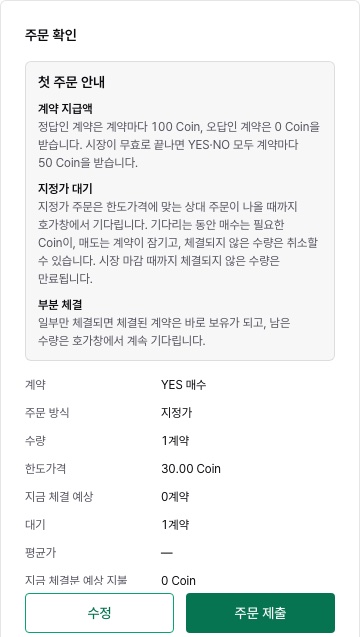 주문 확인
첫 주문 안내
계약 지급액
정답인 계약은 계약마다 100 Coin, 오답인 계약은 0 Coin을
받습니다. 시장이 무효로 끝나면 YES·NO 모두 계약마다
50 Coin을 받습니다.
지정가 대기
지정가 주문은 한도가격에 맞는 상대 주문이 나올 때까지
호가창에서 기다립니다. 기다리는 동안 매수는 필요한
Coin이, 매도는 계약이 잠기고, 체결되지 않은 수량은 취소할
수 있습니다. 시장 마감 때까지 체결되지 않은 수량은
만료됩니다.
부분 체결
일부만 체결되면 체결된 계약은 바로 보유가 되고, 남은
수량은 호가창에서 계속 기다립니다.
계약 YES 매수
주문 방식 지정가
수량 1계약
한도가격 30.00 Coin
지금 체결 예상 0계약
대기 1계약
평균가 —
지금 체결분 예상 지불 0 Coin
수정 주문 제출